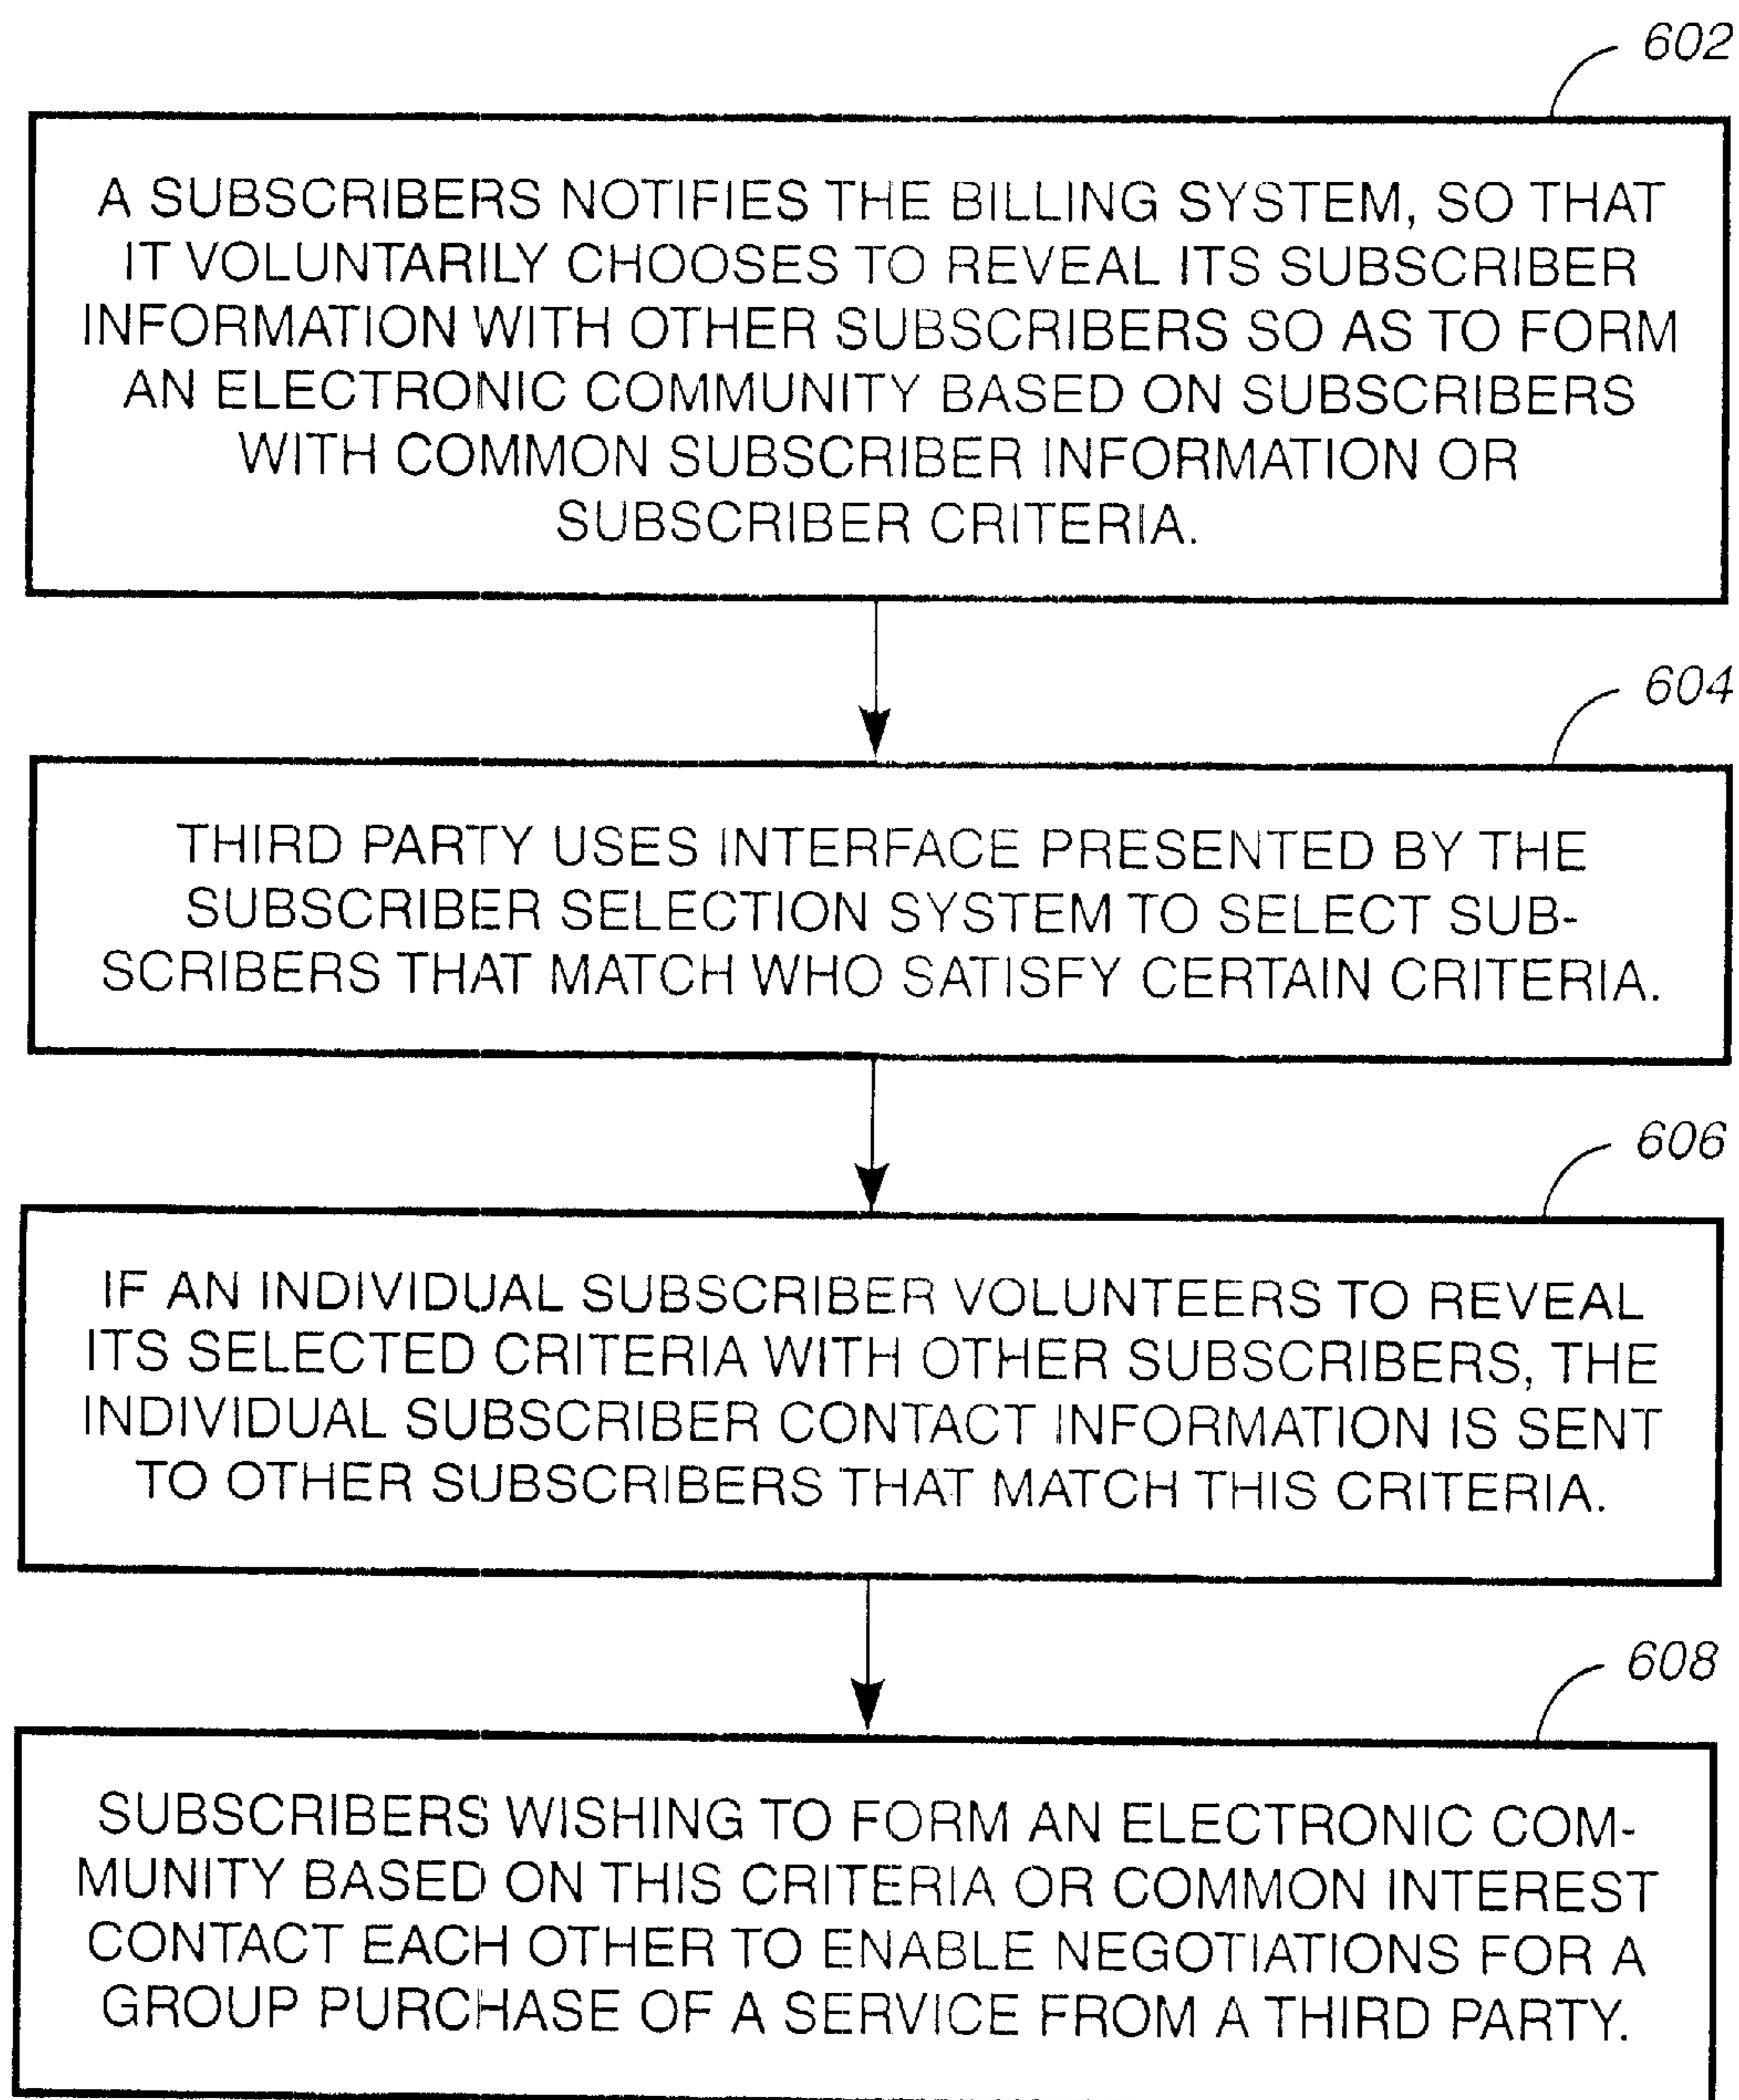 602
A SUBSCRIBERS NOTIFIES THE BILLING SYSTEM, SO THAT
IT VOLUNTARILY CHOOSES TO REVEAL ITS SUBSCRIBER
INFORMATION WITH OTHER SUBSCRIBERS SO AS TO FORM
AN ELECTRONIC COMMUNITY BASED ON SUBSCRIBERS
WITH COMMON SUBSCRIBER INFORMATION OR
SUBSCRIBER CRITERIA.
604
THIRD PARTY USES INTERFACE PRESENTED BY THE
SUBSCRIBER SELECTION SYSTEM TO SELECT SUB-
SCRIBERS THAT MATCH WHO SATISFY CERTAIN CRITERIA.
606
IF AN INDIVIDUAL SUBSCRIBER VOLUNTEERS TO REVEAL
ITS SELECTED CRITERIA WITH OTHER SUBSCRIBERS, THE
INDIVIDUAL SUBSCRIBER CONTACT INFORMATION IS SENT
TO OTHER SUBSCRIBERS THAT MATCH THIS CRITERIA.
608
SUBSCRIBERS WISHING TO FORM AN ELECTRONIC COM-
MUNITY BASED ON THIS CRITERIA OR COMMON INTEREST
CONTACT EACH OTHER TO ENABLE NEGOTIATIONS FOR A
GROUP PURCHASE OF A SERVICE FROM A THIRD PARTY.